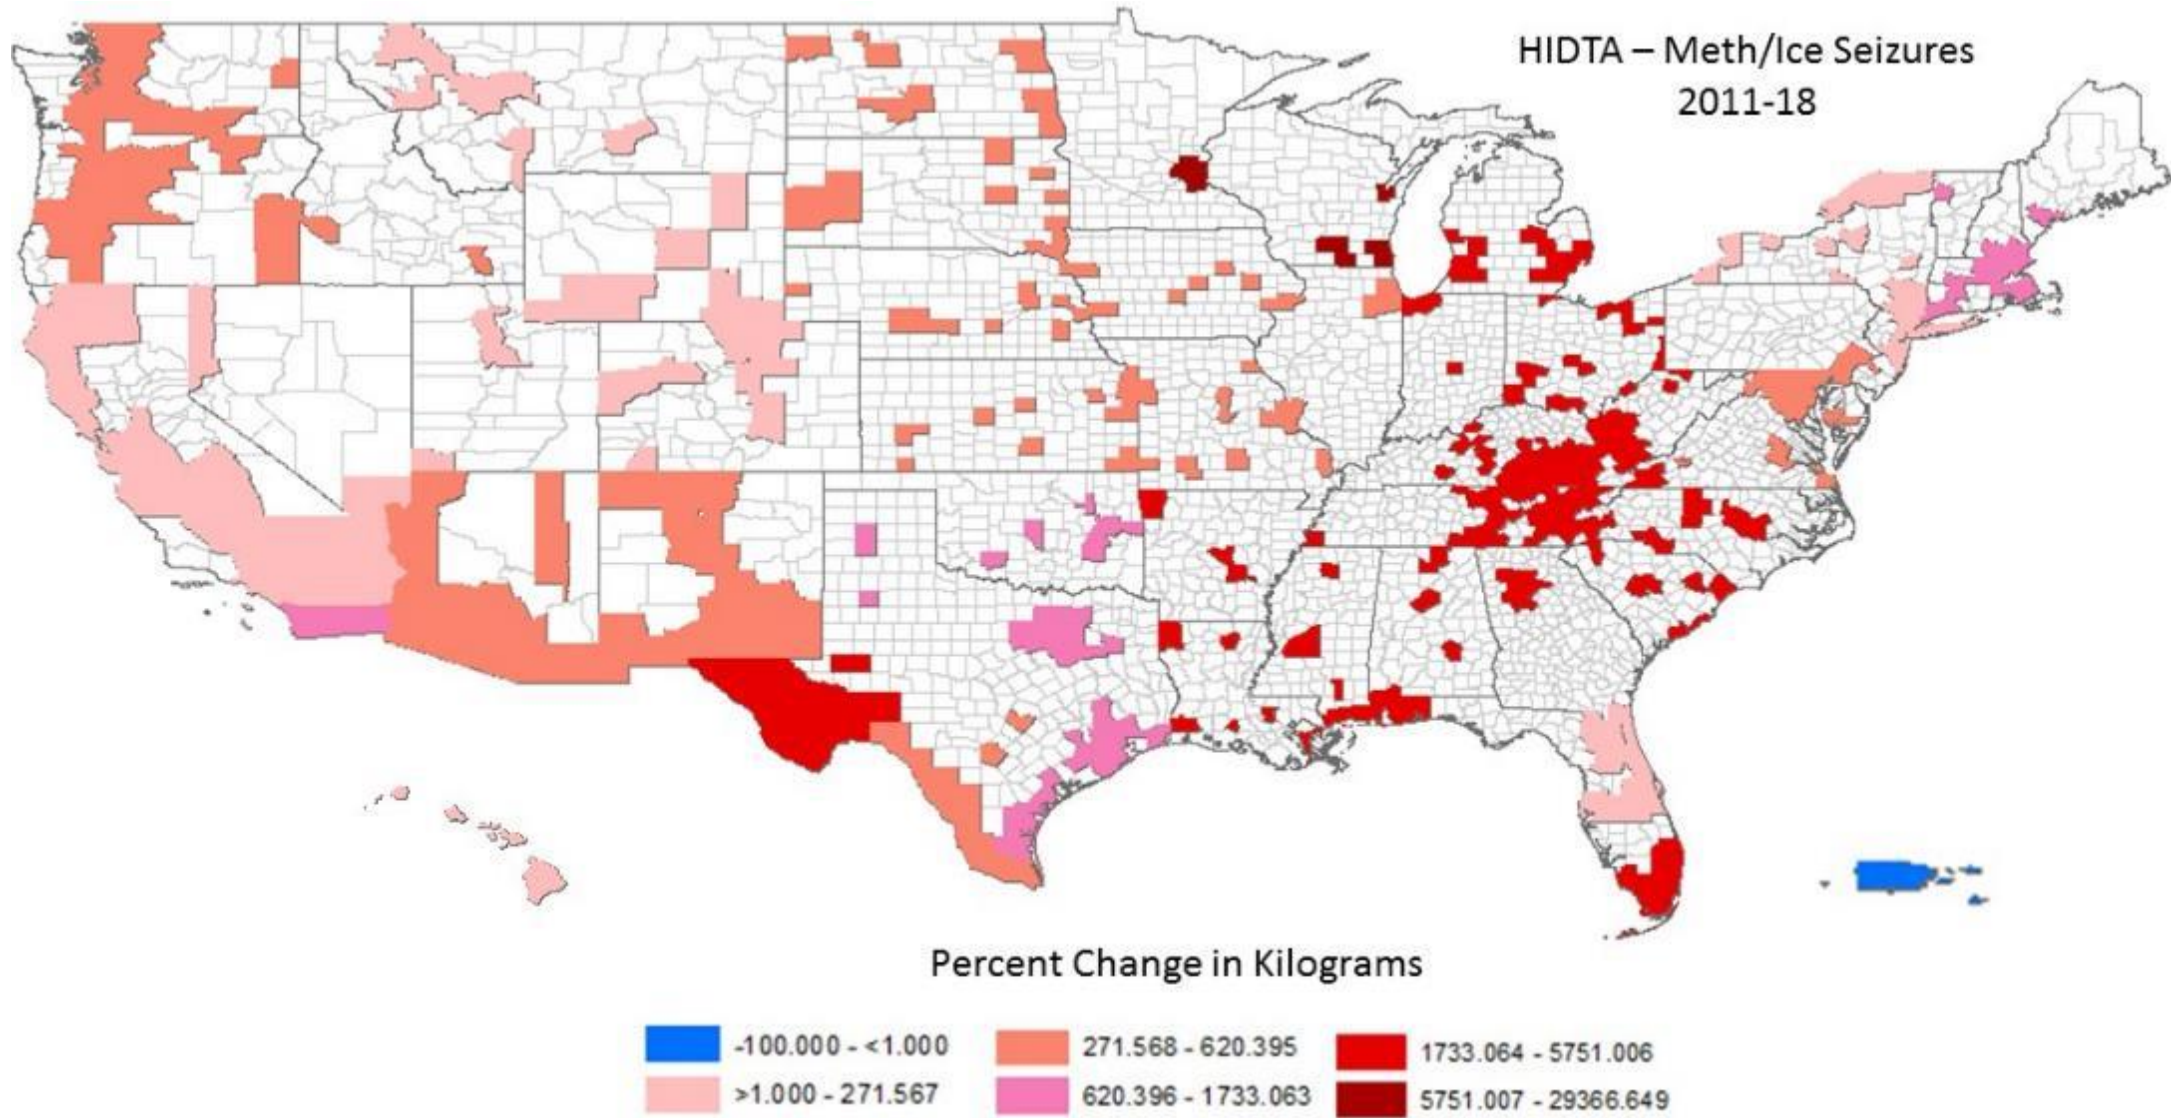 HIDTA – Meth/Ice Seizures
2011-18
Percent Change in Kilograms
-100.000 - <1.000
>1.000 - 271.567
271.568 - 620.395
620.396 - 1733.063
1733.064 - 5751.006
5751.007 - 29366.649